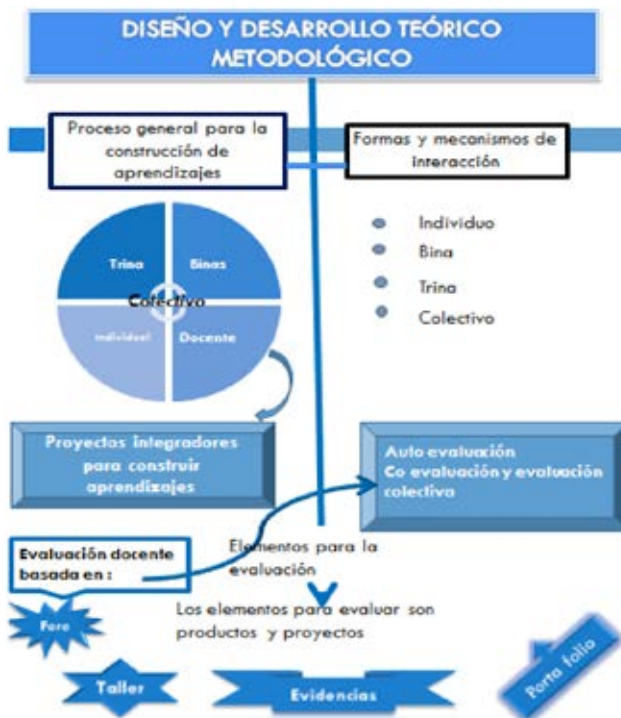 DISEÑO Y DESARROLLO TEÓRICO
METODOLÓGICO
Proceso general para la
construcción de
aprendizajes
Formas y mecanismos de
interacción
Trina
Binas
Colectivo
Individual
Docente
Individuo
Bina
Trina
Colectivo
Proyectos integradores
para construir
aprendizajes
Auto evaluación
Co evaluación y evaluación
colectiva
Evaluación docente
basada en :
Elementos para la
evaluación
Los elementos para evaluar son
productos y proyectos
Foro
Taller
Evidencias
Porta folio